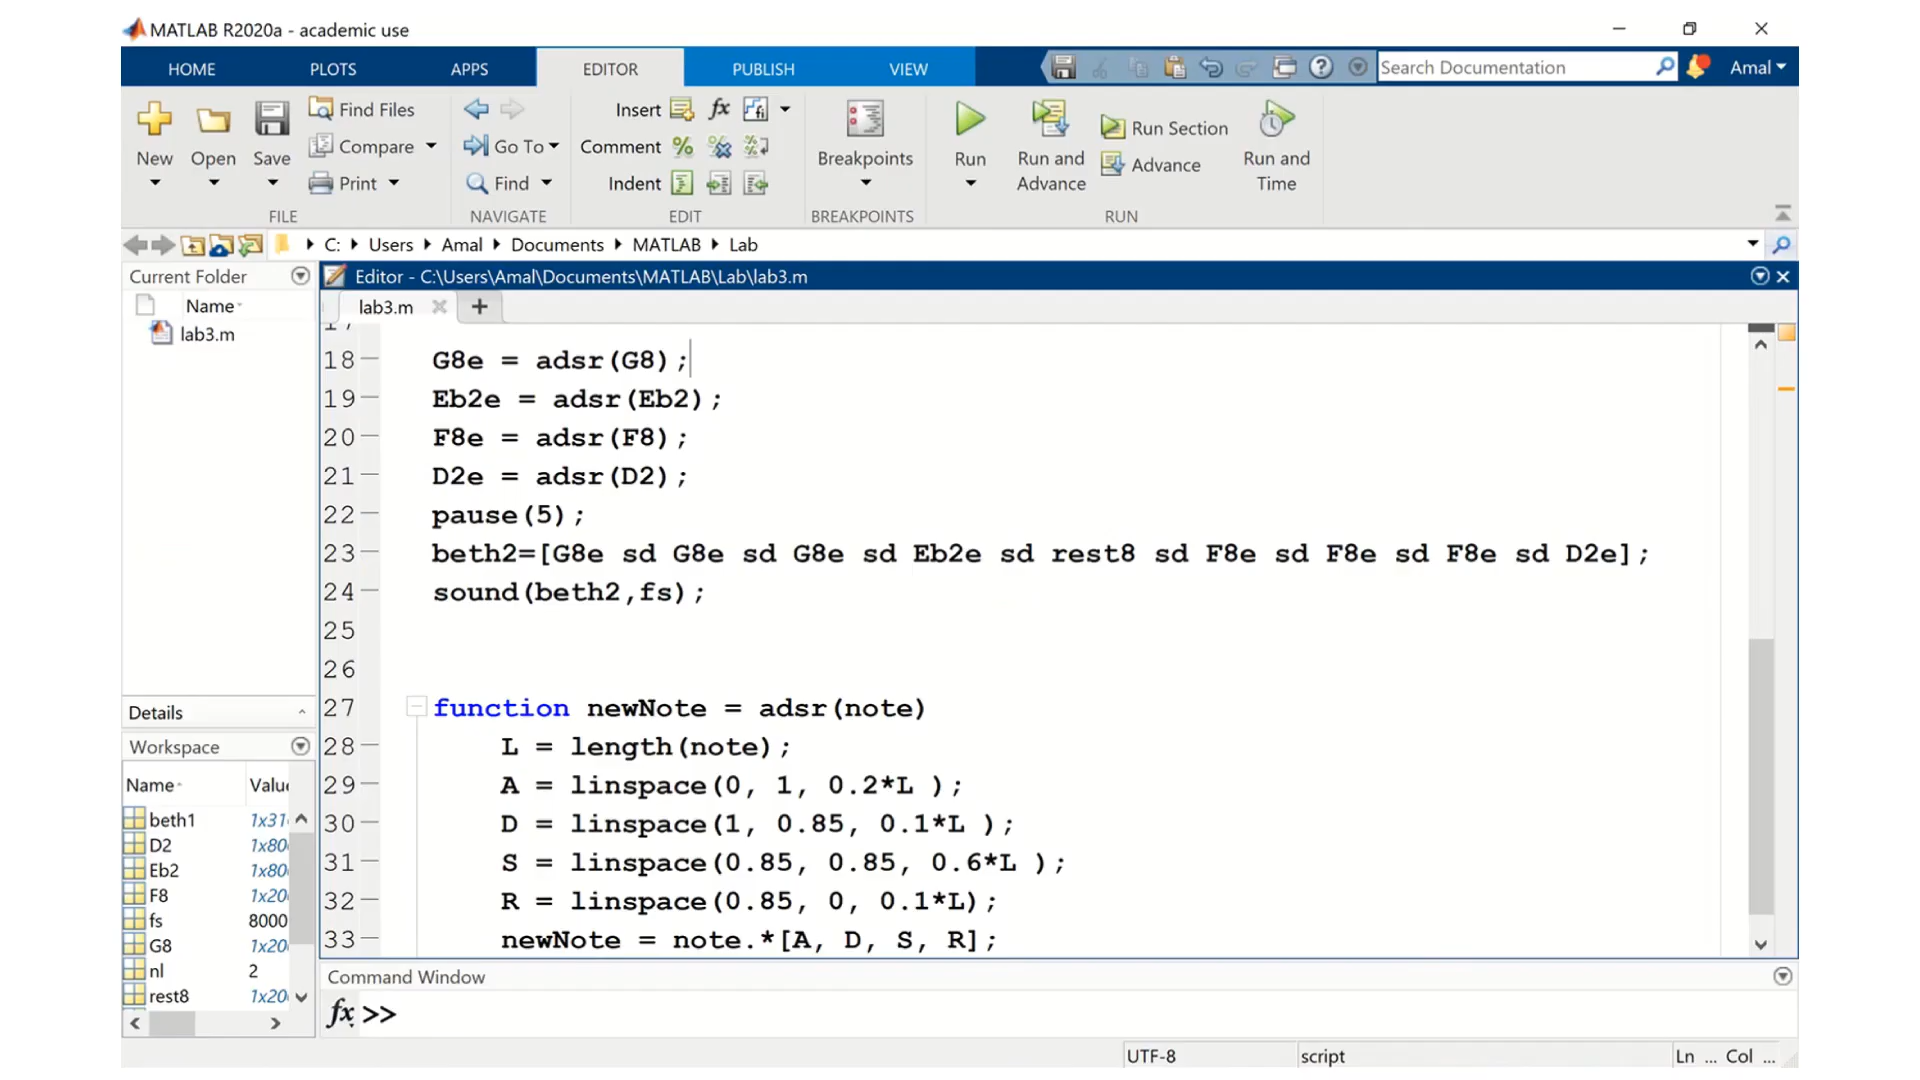 MATLAB R2020a - academic use
HOME PLOTS APPS EDITOR PUBLISH VIEW Search Documentation Amal
New Open Save Find Files Compare Print
Go To Find
Insert fx
Comment
Indent
Breakpoints
Run Run and Advance Run Section Advance Run and Time
FILE NAVIGATE EDIT BREAKPOINTS RUN
C: Users Amal Documents MATLAB Lab
Current Folder
Name
lab3.m
Editor - C:\Users\Amal\Documents\MATLAB\Lab\lab3.m
lab3.m
18 G8e = adsr(G8);
19 Eb2e = adsr(Eb2);
20 F8e = adsr(F8);
21 D2e = adsr(D2);
22 pause(5);
23 beth2=[G8e sd G8e sd G8e sd Eb2e sd rest8 sd F8e sd F8e sd F8e sd D2e];
24 sound(beth2,fs);
25
26
27 function newNote = adsr(note)
28 L = length(note);
29 A = linspace(0, 1, 0.2*L );
30 D = linspace(1, 0.85, 0.1*L );
31 S = linspace(0.85, 0.85, 0.6*L );
32 R = linspace(0.85, 0, 0.1*L);
33 newNote = note.*[A, D, S, R];
Details
Workspace
Name Value
beth1 1x31
D2 1x80
Eb2 1x80
F8 1x20
fs 8000
G8 1x20
nl 2
rest8 1x20
Command Window
fx >>
UTF-8 script Ln ... Col ...